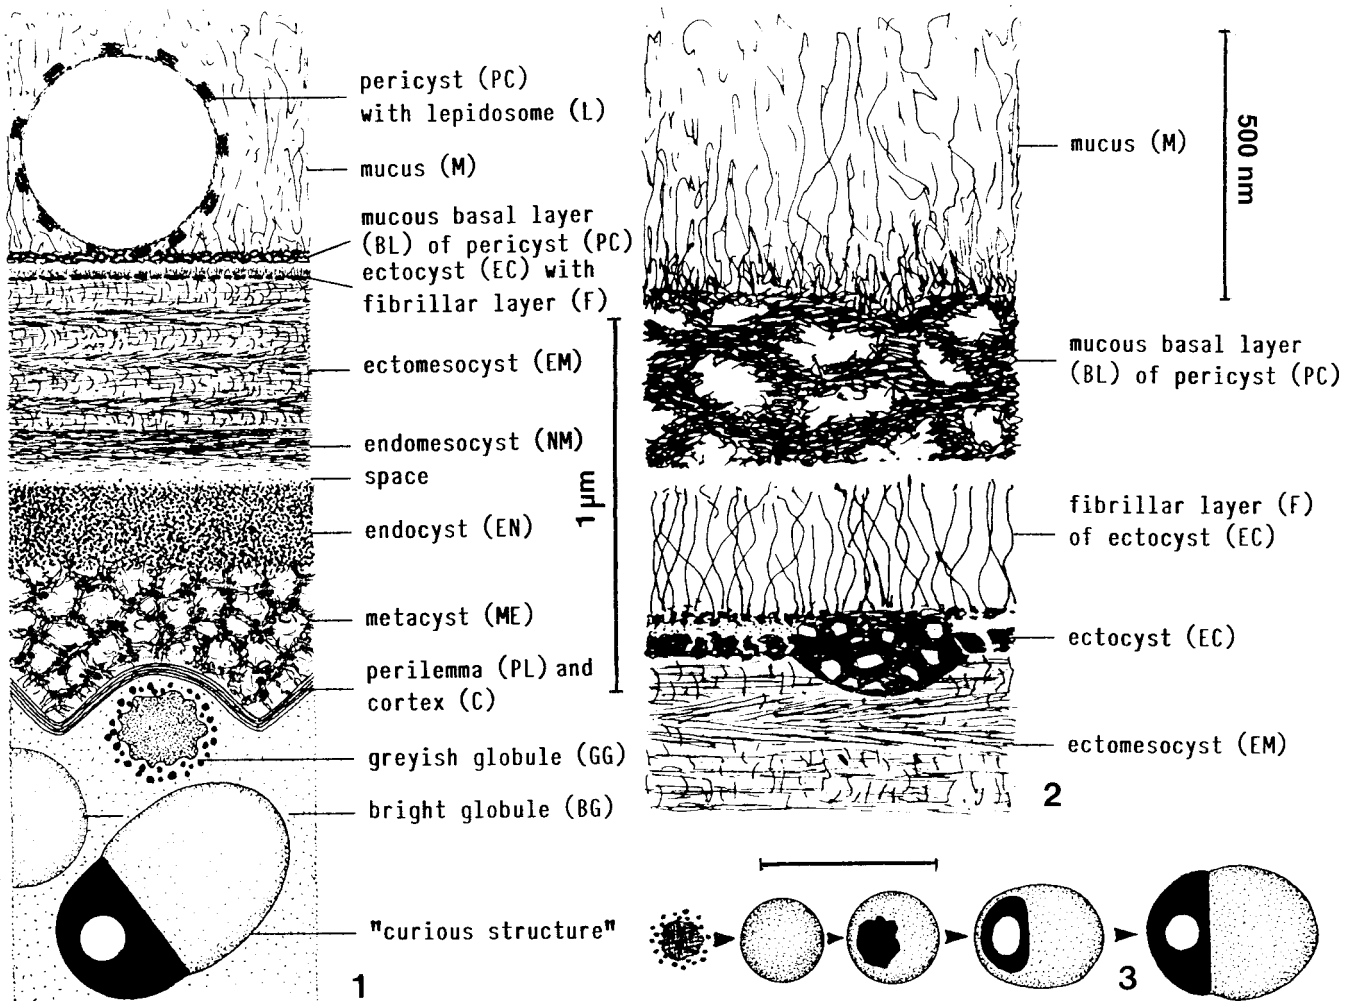 pericyst (PC)
with lepidosome (L)
mucus (M)
mucous basal layer
(BL) of pericyst (PC)
ectocyst (EC) with
fibrillar layer (F)
ectomesocyst (EM)
endomesocyst (NM)
space
1µm
endocyst (EN)
metacyst (ME)
perilemma (PL) and
cortex (C)
greyish globule (GG)
bright globule (BG)
"curious structure"
1
mucus (M)
500 nm
mucous basal layer
(BL) of pericyst (PC)
fibrillar layer (F)
of ectocyst (EC)
ectocyst (EC)
ectomesocyst (EM)
2
3